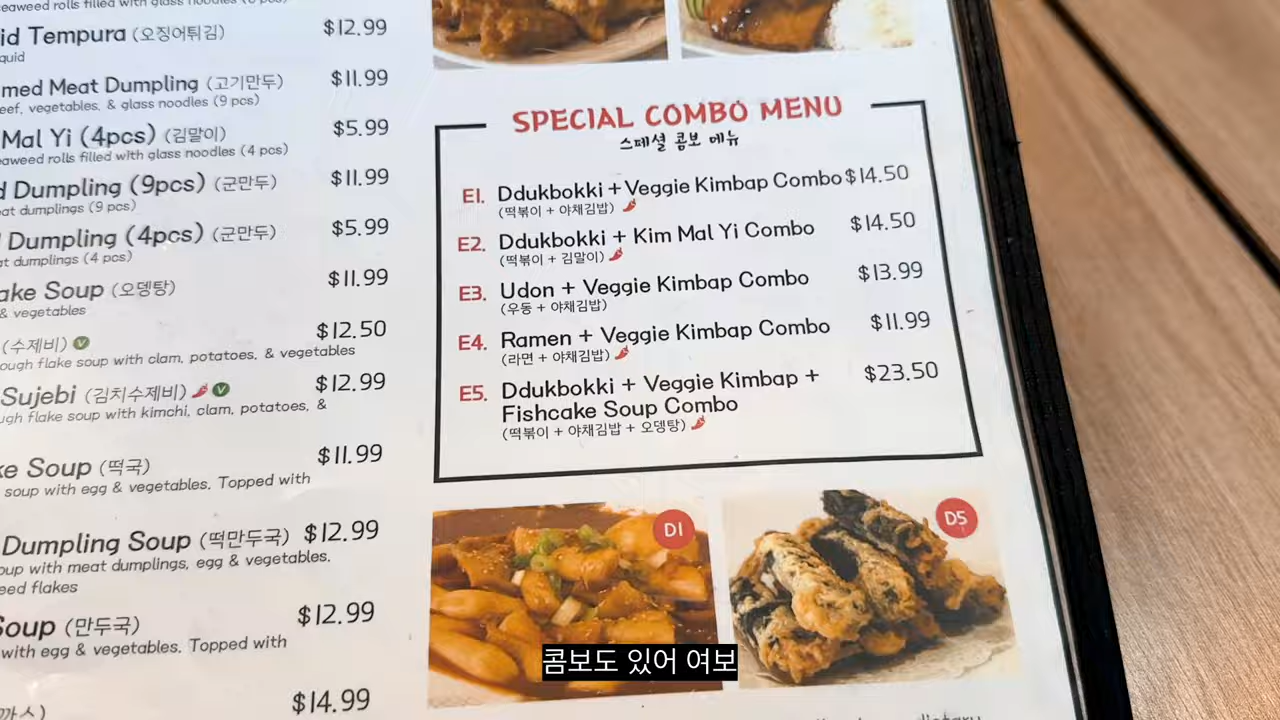 eaweed rolls filled with glass noodles
id Tempura (오징어튀김) $12.99
quid
med Meat Dumpling (고기만두) $11.99
eef, vegetables, & glass noodles (9 pcs)
Mal Yi (4pcs) (김말이) $5.99
eaweed rolls filled with glass noodles (4 pcs)
d Dumpling (9pcs) (군만두) $11.99
at dumplings (9 pcs)
Dumpling (4pcs) (군만두) $5.99
at dumplings (4 pcs)
ake Soup (오뎅탕) $11.99
& vegetables
(수제비) V $12.50
ough flake soup with clam, potatoes, & vegetables
Sujebi (김치수제비) V $12.99
ugh flake soup with kimchi, clam, potatoes, &
ke Soup (떡국) $11.99
soup with egg & vegetables. Topped with
Dumpling Soup (떡만두국) $12.99
oup with meat dumplings, egg & vegetables.
eed flakes
Soup (만두국) $12.99
with egg & vegetables. Topped with
$14.99
SPECIAL COMBO MENU
스페셜 콤보 메뉴
E1. Ddukbokki + Veggie Kimbap Combo $14.50
(떡볶이 + 야채김밥)
E2. Ddukbokki + Kim Mal Yi Combo $14.50
(떡볶이 + 김말이)
E3. Udon + Veggie Kimbap Combo $13.99
(우동 + 야채김밥)
E4. Ramen + Veggie Kimbap Combo $11.99
(라면 + 야채김밥)
E5. Ddukbokki + Veggie Kimbap + $23.50
Fishcake Soup Combo
(떡볶이 + 야채김밥 + 오뎅탕)
D1
D5
콤보도 있어 여보